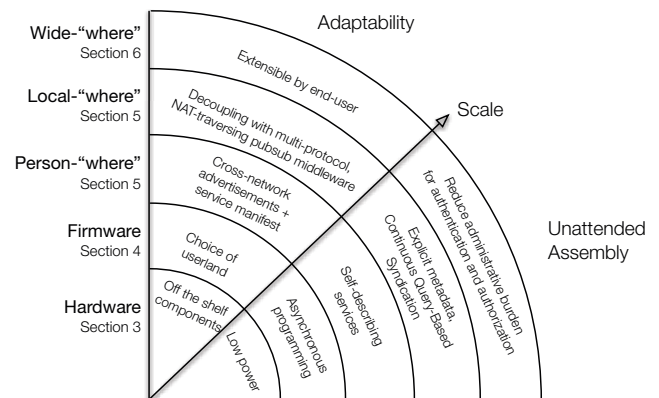 Adaptability
Wide-“where”
Section 6
Extensible by end-user
Local-“where”
Section 5
Decoupling with multi-protocol,
NAT-traversing pubsub middleware
Scale
Person-“where”
Section 5
Cross-network
advertisements +
service manifest
Reduce administrative burden
for authentication and authorization
Unattended
Assembly
Firmware
Section 4
Choice of
userland
Explicit metadata,
Continuous Query-Based
Syndication
Self-describing
services
Hardware
Section 3
Off the shelf
components
Asynchronous
programming
Low power